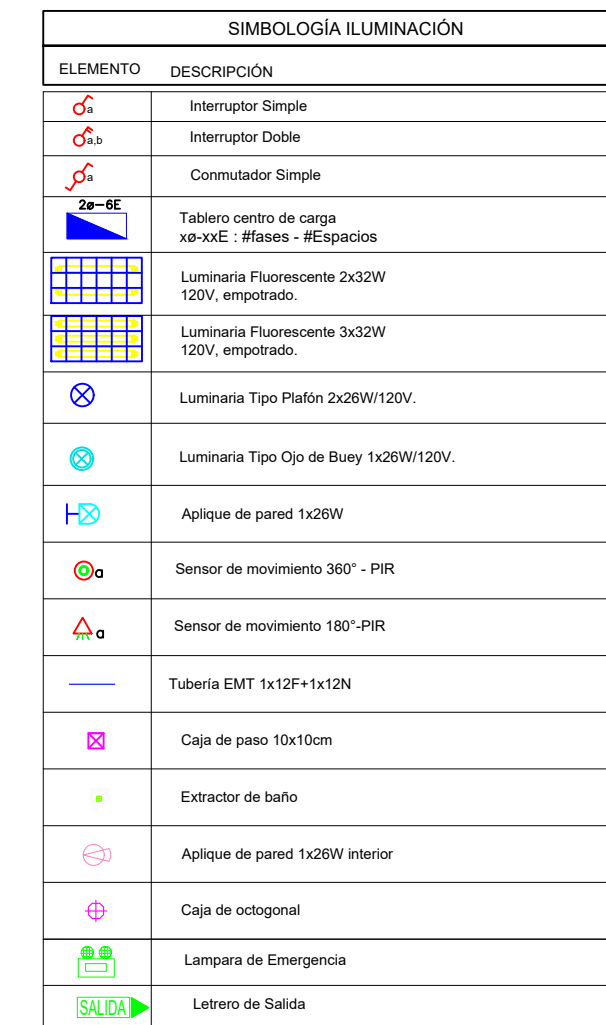 SIMBOLOGÍA ILUMINACIÓN
ELEMENTO DESCRIPCIÓN
a Interruptor Simple
a,b Interruptor Doble
a Conmutador Simple
2ø-6E
Tablero centro de carga
xø-xxE : #fases - #Espacios
Luminaria Fluorescente 2x32W
120V, empotrado.
Luminaria Fluorescente 3x32W
120V, empotrado.
Luminaria Tipo Plafón 2x26W/120V.
Luminaria Tipo Ojo de Buey 1x26W/120V.
Aplique de pared 1x26W
a Sensor de movimiento 360° - PIR
a Sensor de movimiento 180°-PIR
Tubería EMT 1x12F+1x12N
Caja de paso 10x10cm
Extractor de baño
Aplique de pared 1x26W interior
Caja de octogonal
Lampara de Emergencia
SALIDA Letrero de Salida